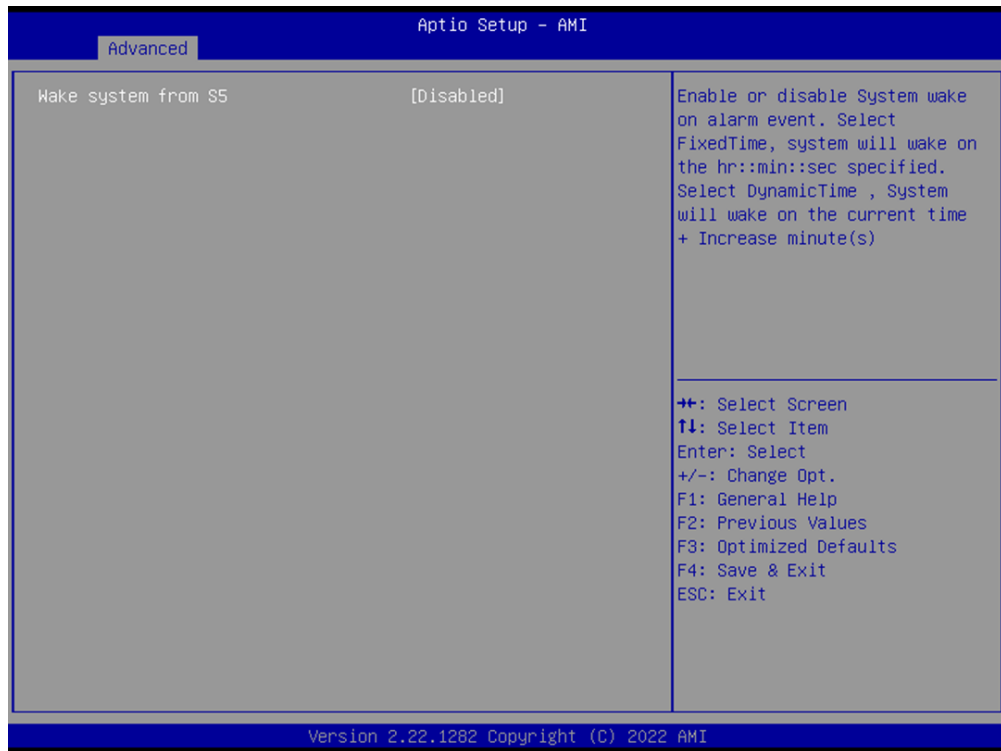 Aptio Setup - AMI
Advanced
Wake system from S5 [Disabled]
Enable or disable System wake
on alarm event. Select
FixedTime, system will wake on
the hr::min::sec specified.
Select DynamicTime , System
will wake on the current time
+ Increase minute(s)
→←: Select Screen
↑↓: Select Item
Enter: Select
+/-: Change Opt.
F1: General Help
F2: Previous Values
F3: Optimized Defaults
F4: Save & Exit
ESC: Exit
Version 2.22.1282 Copyright (C) 2022 AMI